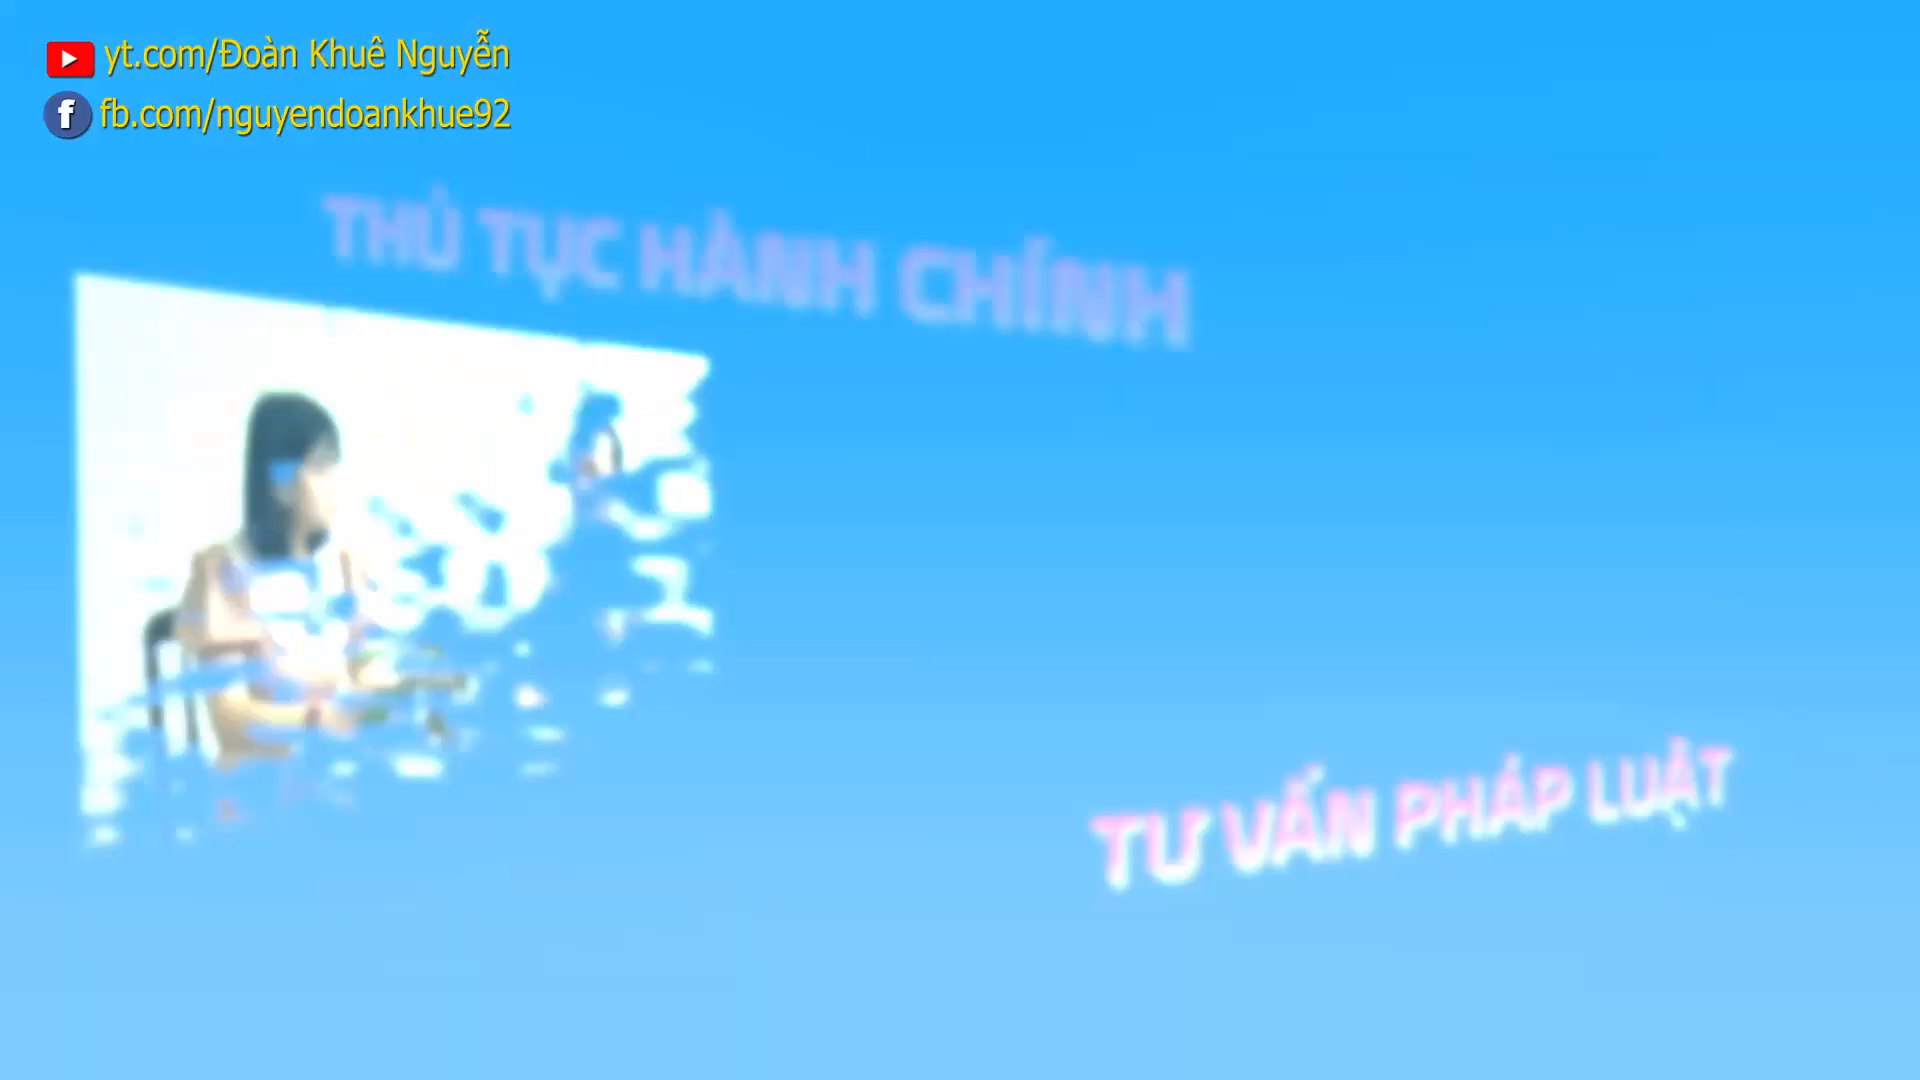 yt.com/Đoàn Khuê Nguyễn
fb.com/nguyendoankhue92
THỦ TỤC HÀNH CHÍNH
TƯ VẤN PHÁP LUẬT